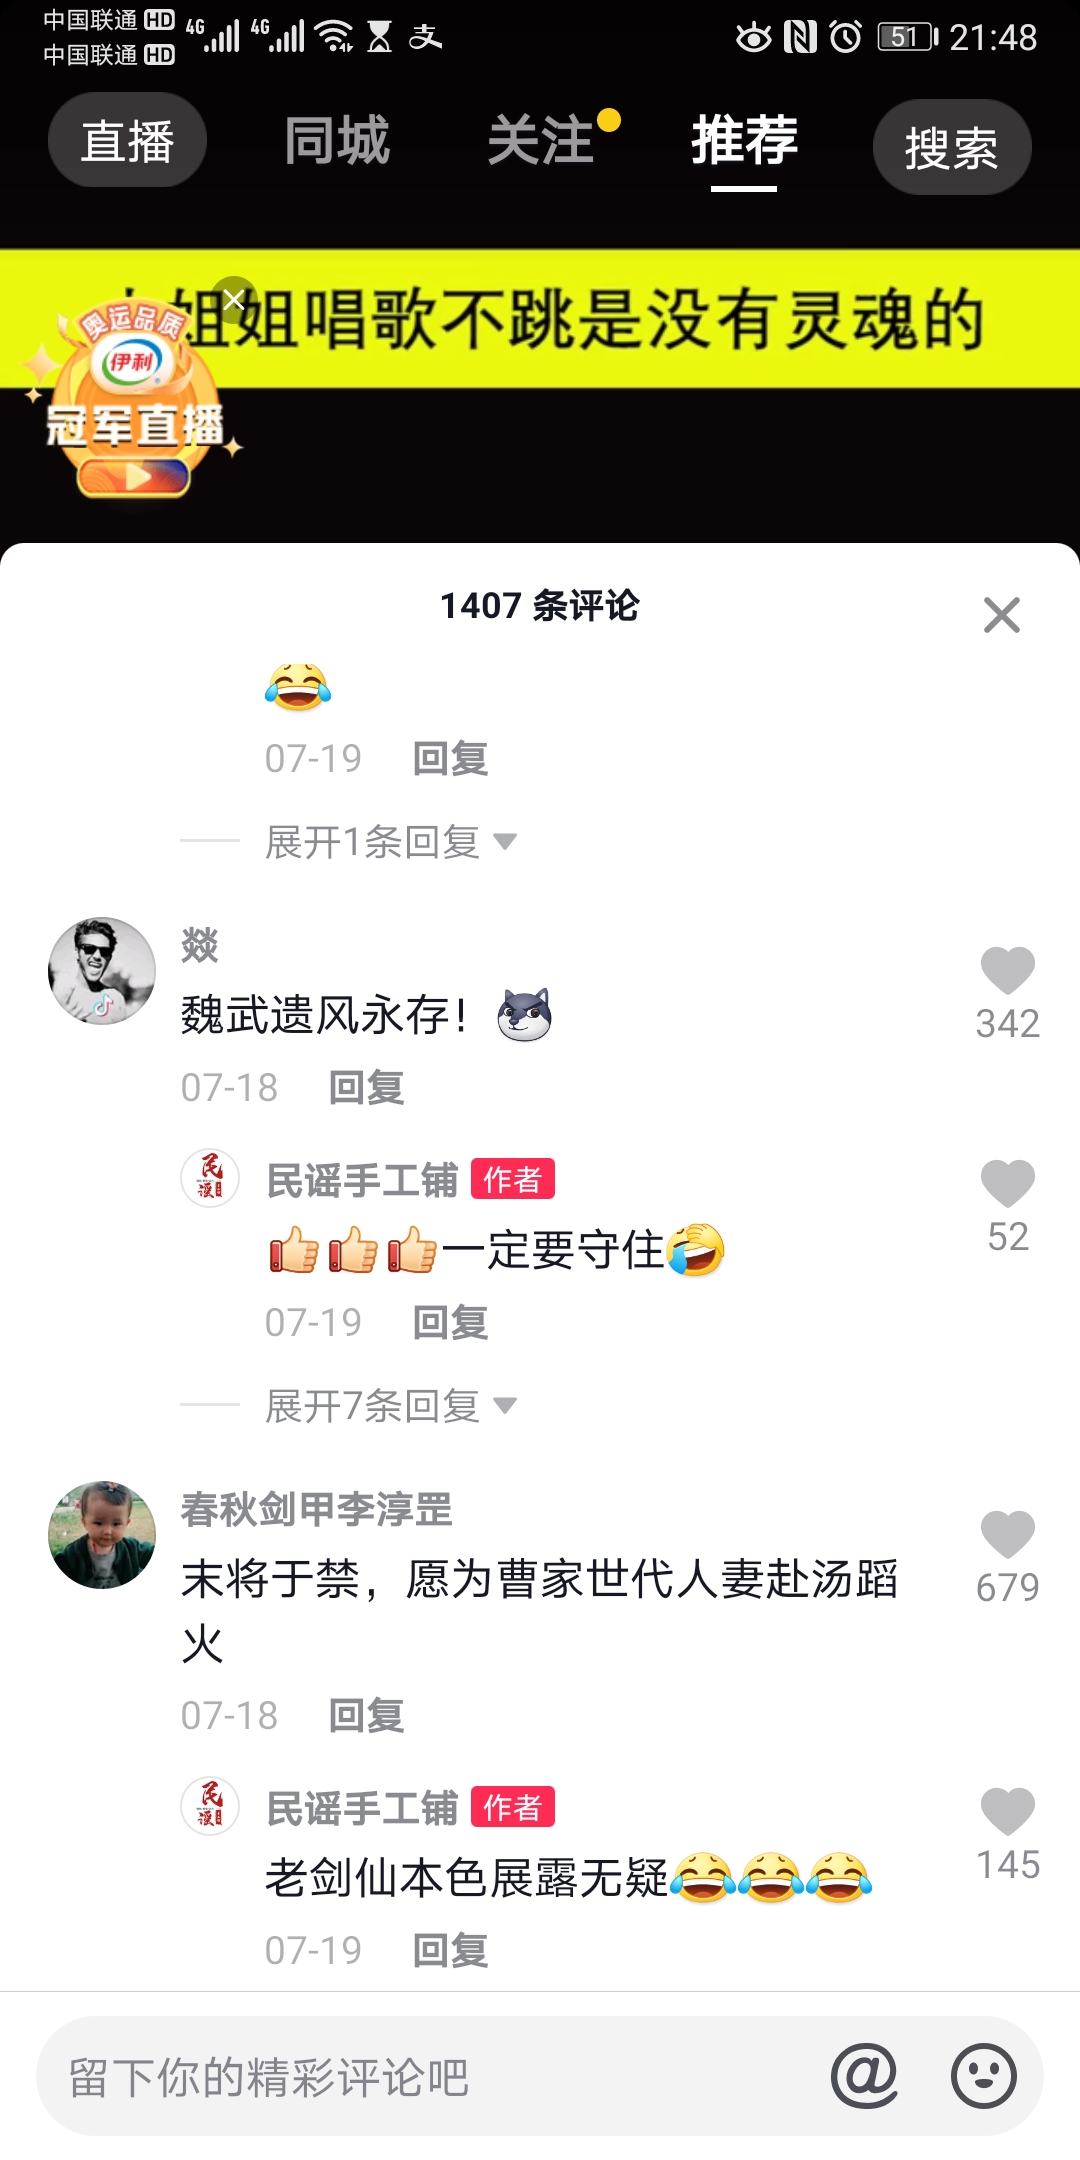 中国联通 HD 4G 4G 支 N 51 21:48
中国联通 HD
直播 同城 关注 推荐 搜索
姐姐唱歌不跳是没有灵魂的
奥运品质
伊利
冠军直播
1407 条评论
07-19 回复
展开1条回复
燚
魏武遗风永存！
342
07-18 回复
民谣手工铺 作者
一定要守住
52
07-19 回复
展开7条回复
春秋剑甲李淳罡
末将于禁，愿为曹家世代人妻赴汤蹈
火
679
07-18 回复
民谣手工铺 作者
老剑仙本色展露无疑
145
07-19 回复
留下你的精彩评论吧 @